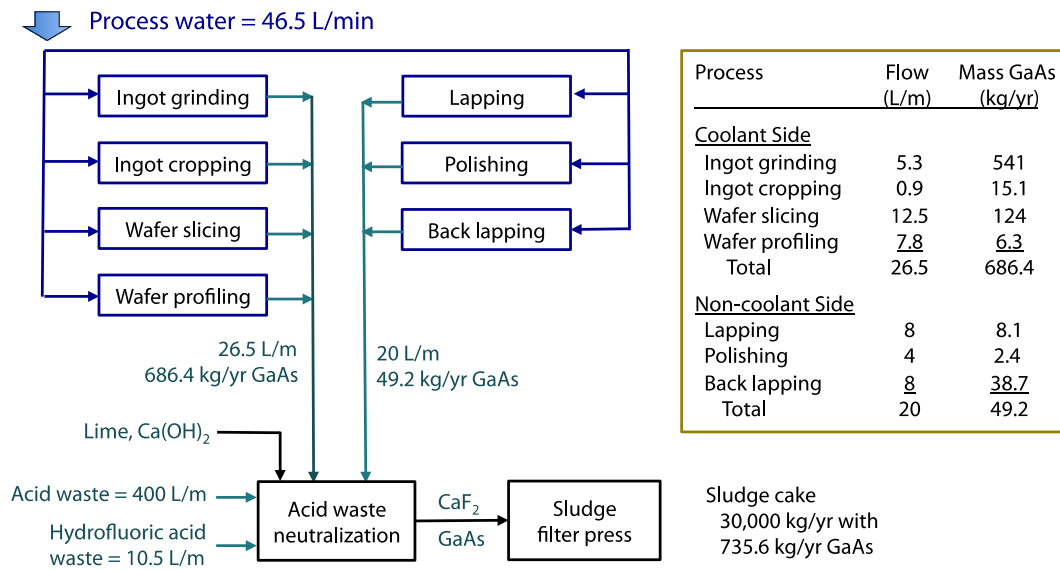 Process water = 46.5 L/min
Ingot grinding
Ingot cropping
Wafer slicing
Wafer profiling
Lapping
Polishing
Back lapping
26.5 L/m
686.4 kg/yr GaAs
20 L/m
49.2 kg/yr GaAs
Lime, Ca(OH)₂
Acid waste = 400 L/m
Hydrofluoric acid
waste = 10.5 L/m
Acid waste
neutralization
CaF₂
GaAs
Sludge
filter press
Process Flow Mass GaAs
(L/m) (kg/yr)
Coolant Side
Ingot grinding 5.3 541
Ingot cropping 0.9 15.1
Wafer slicing 12.5 124
Wafer profiling 7.8 6.3
Total 26.5 686.4
Non-coolant Side
Lapping 8 8.1
Polishing 4 2.4
Back lapping 8 38.7
Total 20 49.2
Sludge cake
30,000 kg/yr with
735.6 kg/yr GaAs